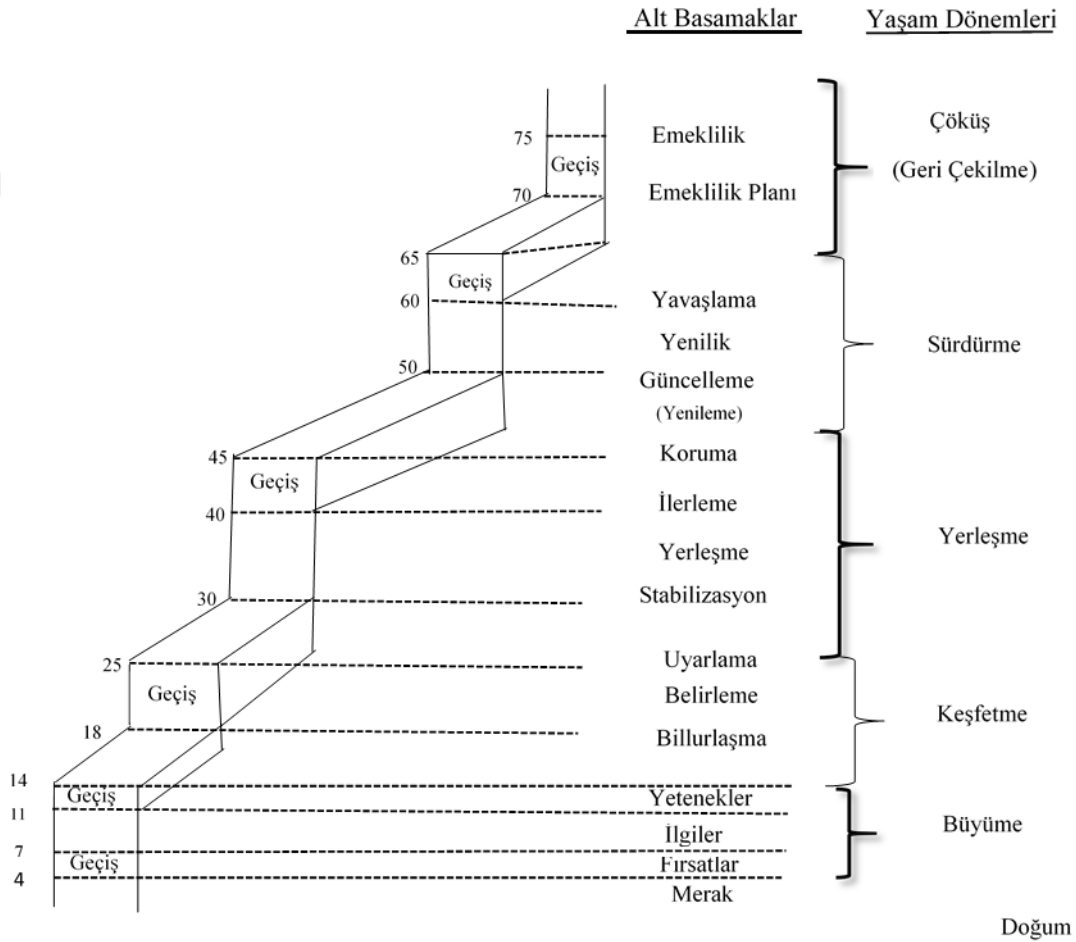 Alt Basamaklar Yaşam Dönemleri
Çöküş
75 Emeklilik
Geçiş (Geri Çekilme)
70 Emeklilik Planı
65
Geçiş
60 Yavaşlama
Yenilik Sürdürme
50
Güncelleme
(Yenileme)
45 Koruma
Geçiş
40 İlerleme
Yerleşme Yerleşme
30 Stabilizasyon
25 Uyarlama
Geçiş Belirleme
Keşfetme
18 Billurlaşma
14
Geçiş Yetenekler
11
İlgiler Büyüme
7
Geçiş Fırsatlar
4
Merak
Doğum